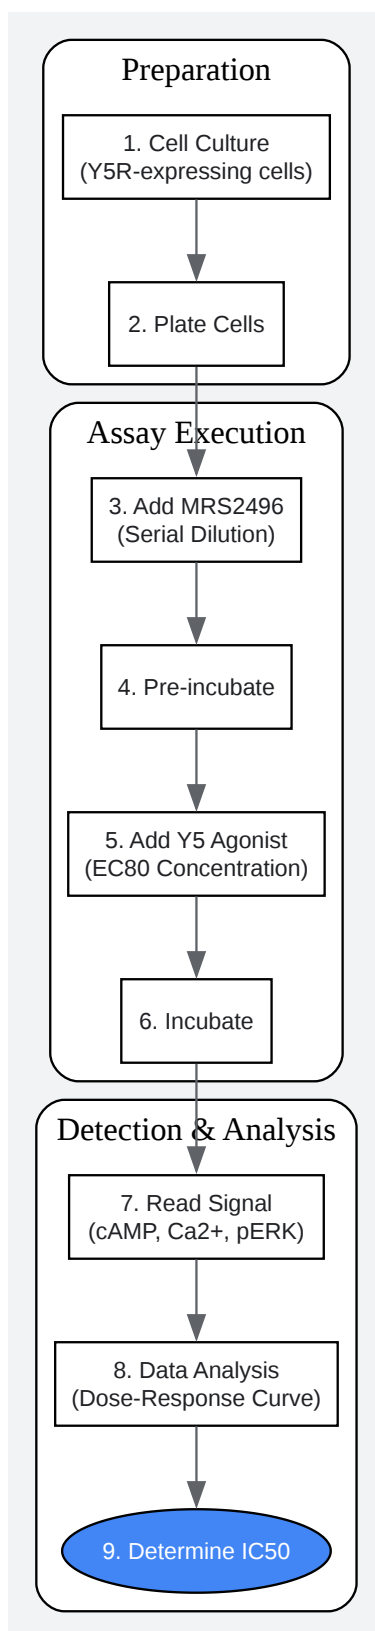 Preparation
1. Cell Culture
(Y5R-expressing cells)
2. Plate Cells
Assay Execution
3. Add MRS2496
(Serial Dilution)
4. Pre-incubate
5. Add Y5 Agonist
(EC80 Concentration)
6. Incubate
Detection & Analysis
7. Read Signal
(cAMP, Ca2+, pERK)
8. Data Analysis
(Dose-Response Curve)
9. Determine IC50